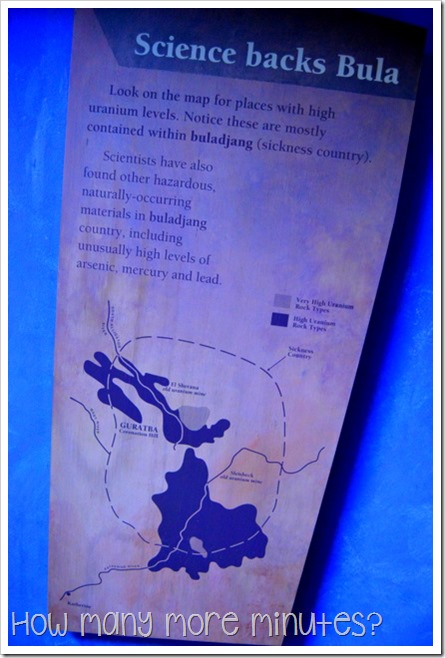 Science backs Bula
Look on the map for places with high
uranium levels. Notice these are mostly
contained within buladjang (sickness country).
Scientists have also
found other hazardous,
naturally-occurring
materials in buladjang
country, including
unusually high levels of
arsenic, mercury and lead.
Very High Uranium
Rock Types
High Uranium
Rock Types
Sickness
Country
El Sherana
old uranium mine
GURATBA
Coronation Hill
Sleisbeck
old uranium mine
Katherine
How many more minutes?